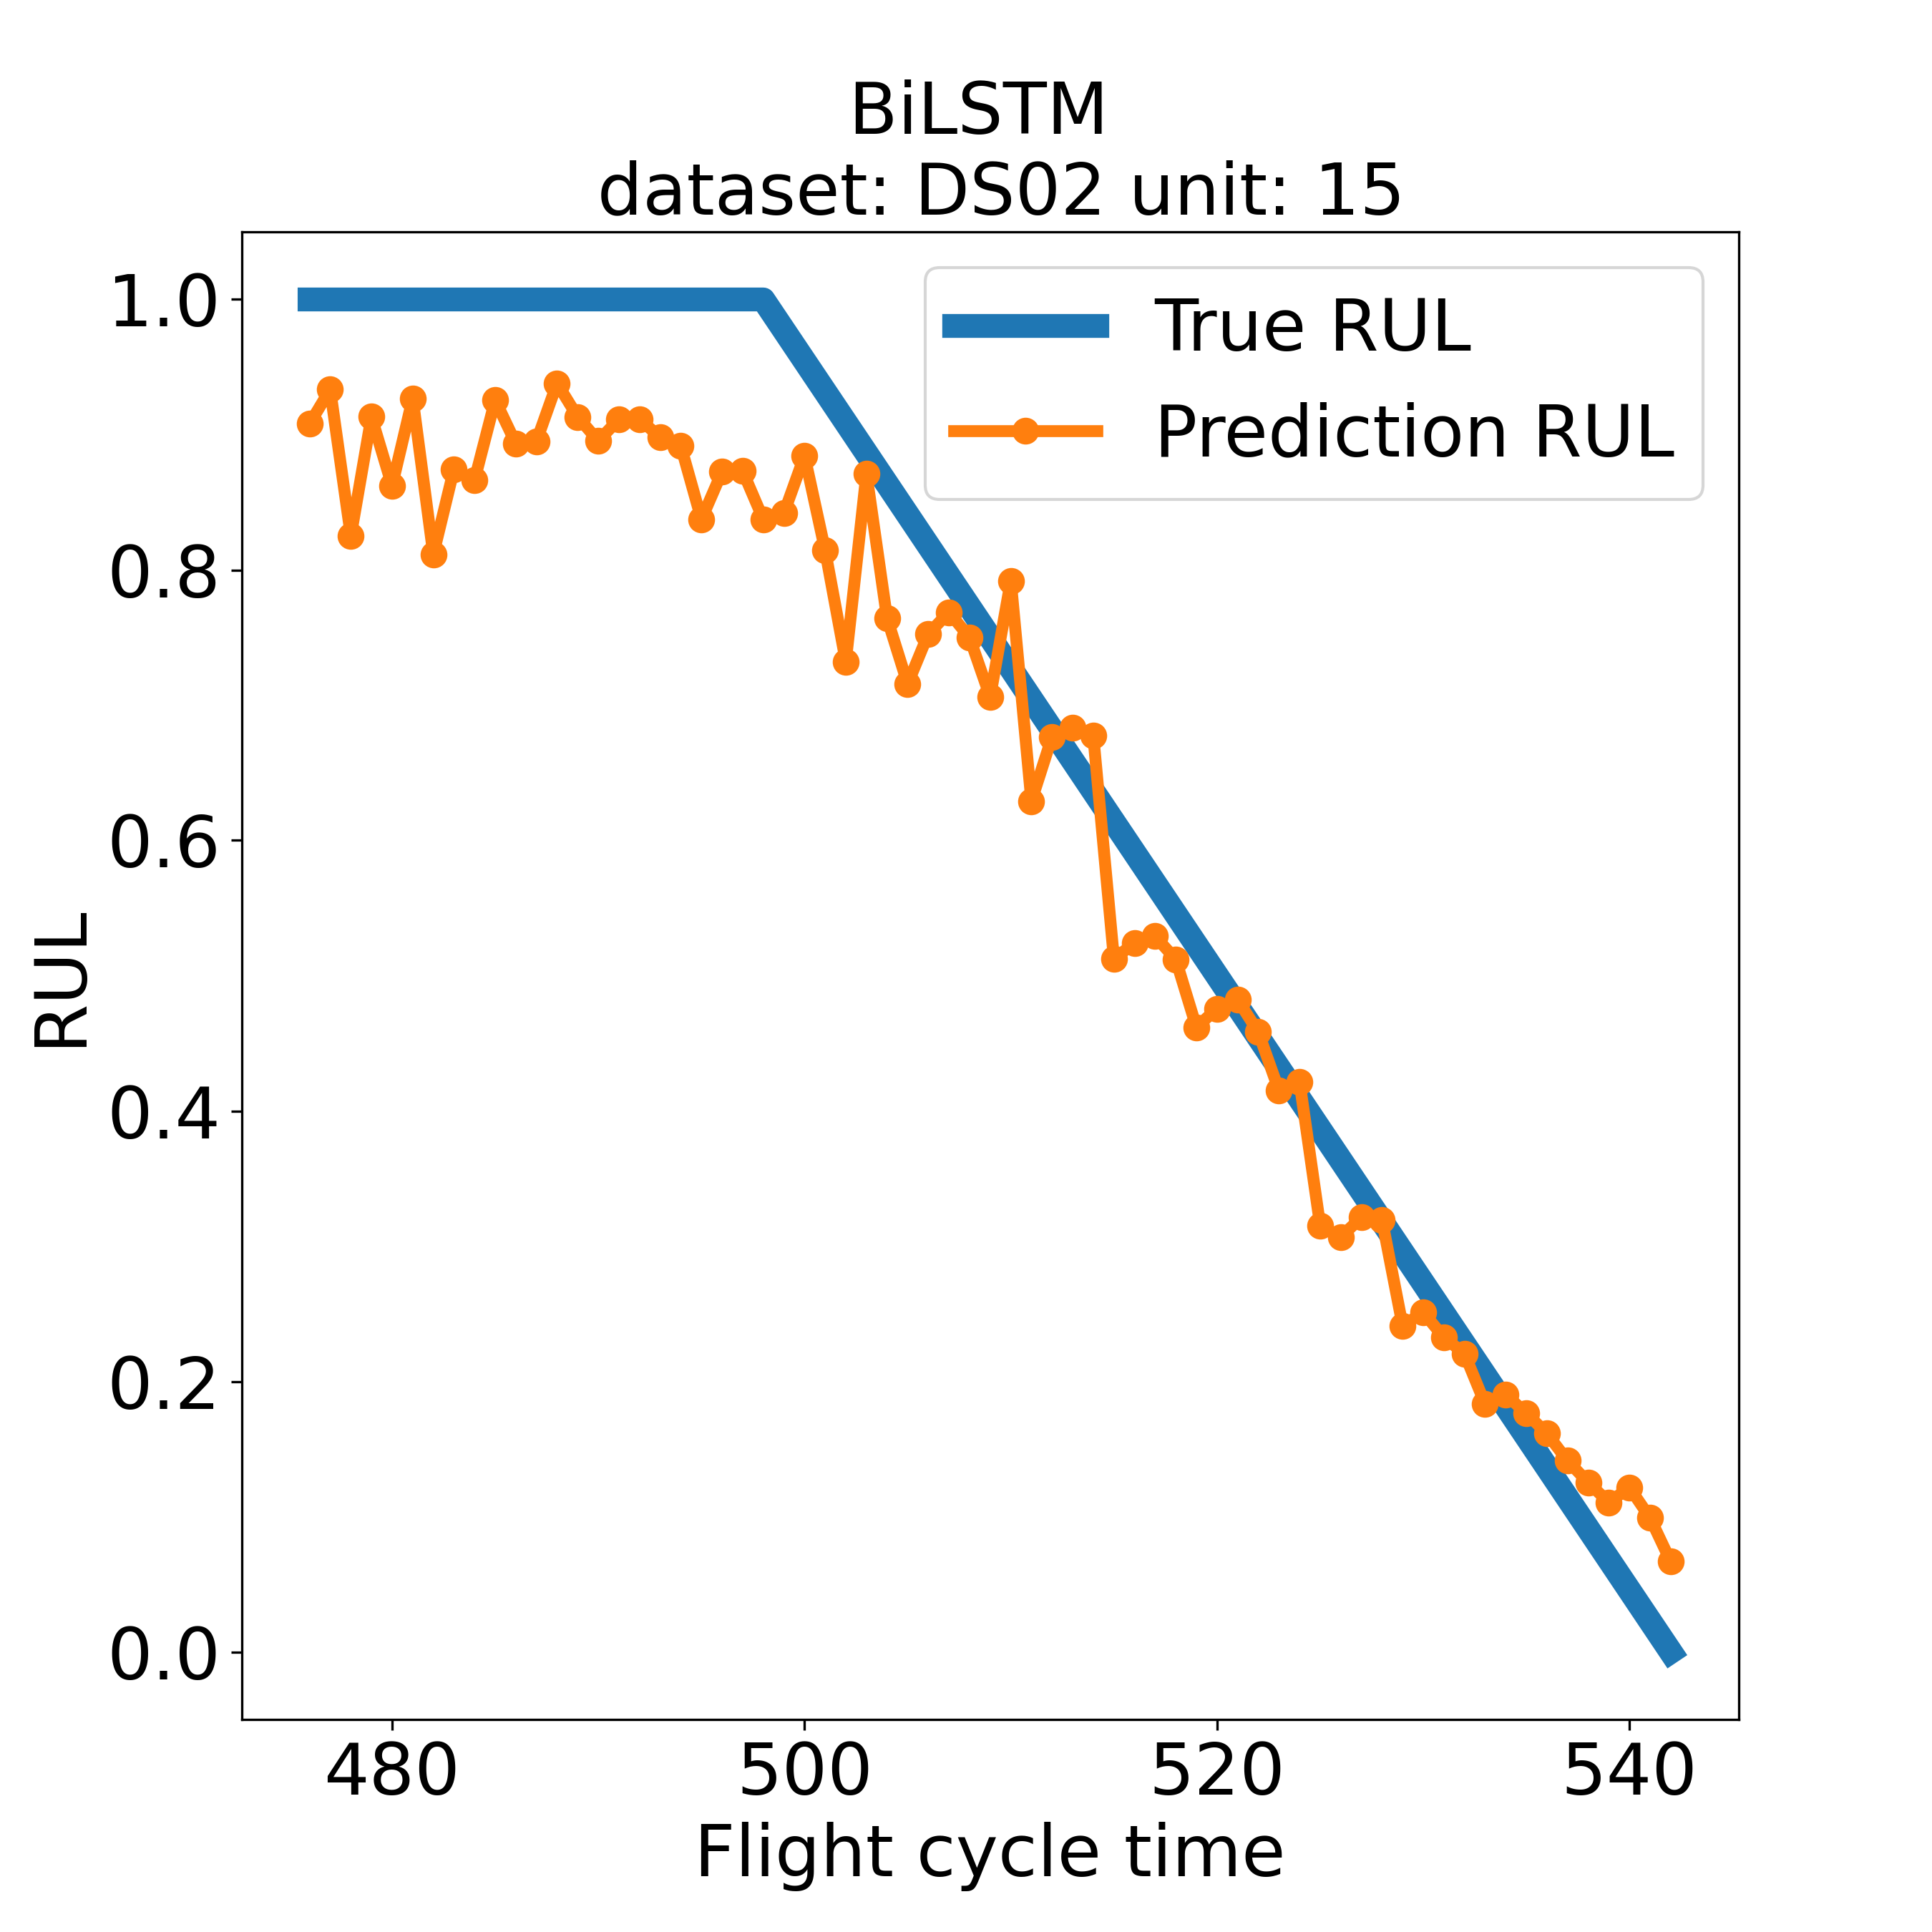 BiLSTM
dataset: DS02 unit: 15
True RUL
Prediction RUL
1.0
0.8
0.6
0.4
0.2
0.0
RUL
480 500 520 540
Flight cycle time